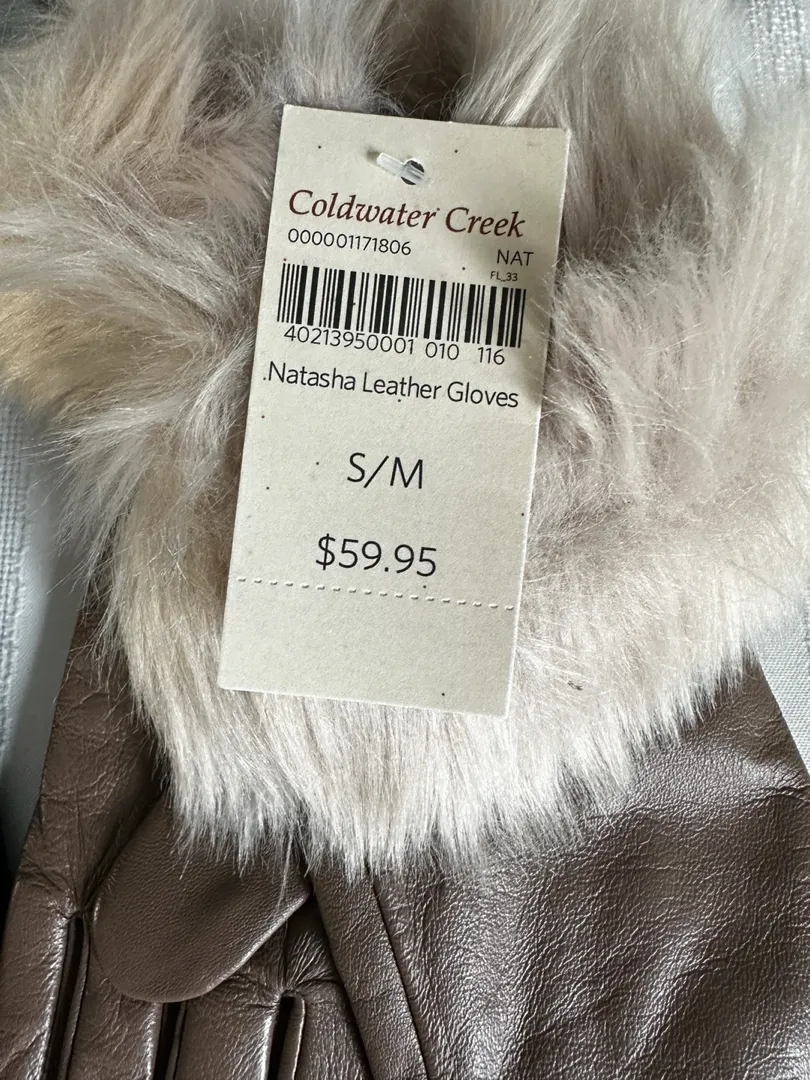 Coldwater Creek
000001171806
NAT
FL_33
40213950001 010 116
Natasha Leather Gloves
S/M
$59.95